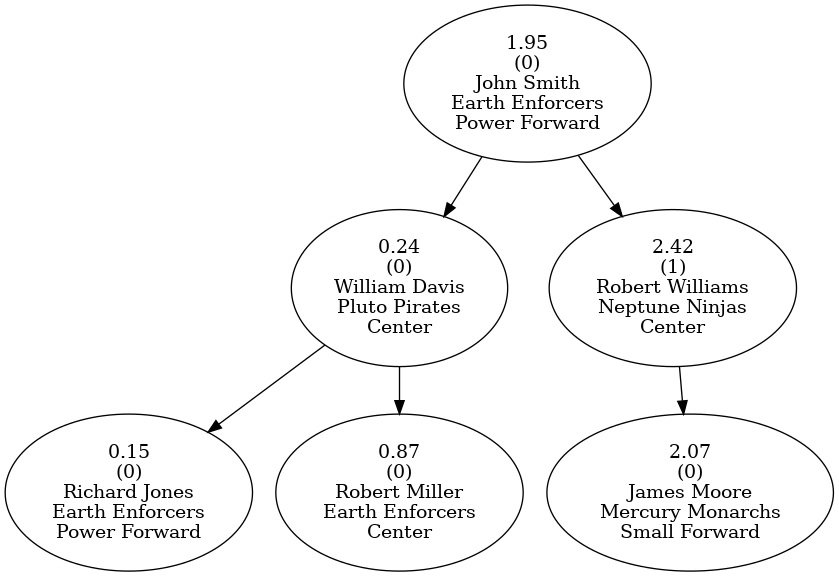 1.95
(0)
John Smith
Earth Enforcers
Power Forward
0.24
(0)
William Davis
Pluto Pirates
Center
2.42
(1)
Robert Williams
Neptune Ninjas
Center
0.15
(0)
Richard Jones
Earth Enforcers
Power Forward
0.87
(0)
Robert Miller
Earth Enforcers
Center
2.07
(0)
James Moore
Mercury Monarchs
Small Forward